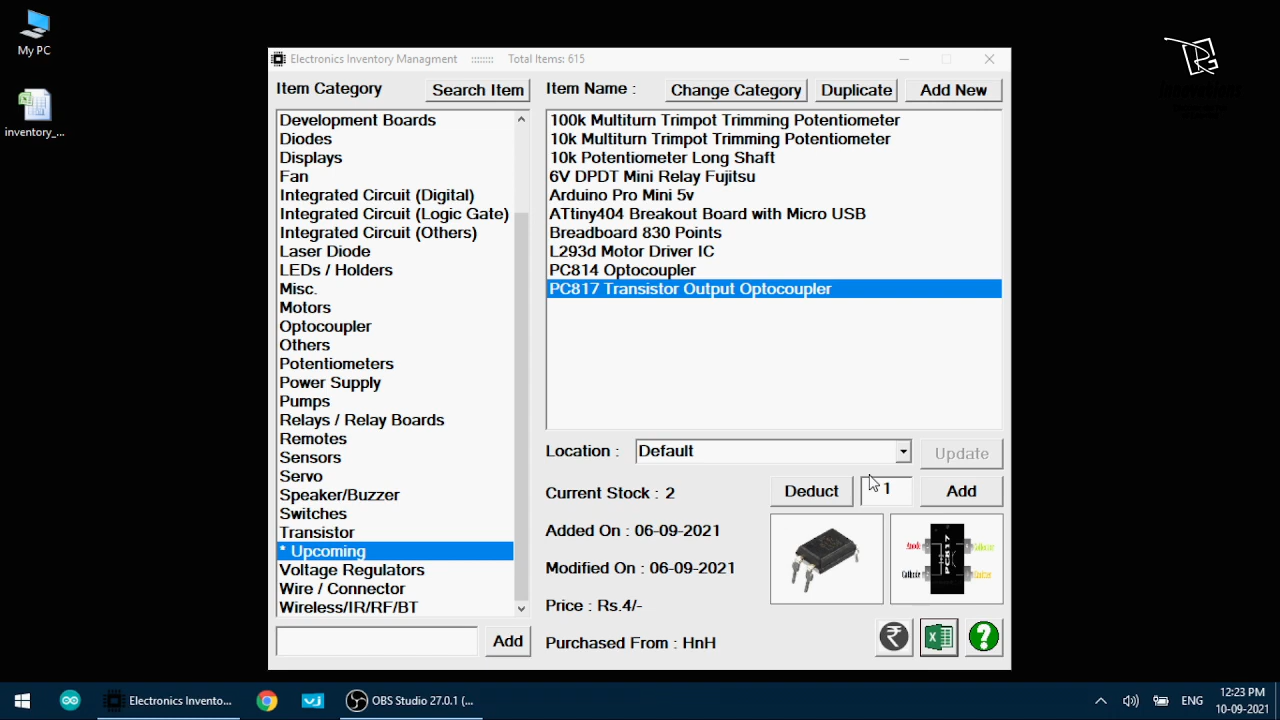 My PC
inventory_...
Electronics Inventory Managment :::::::: Total Items: 615
Item Category
Search Item
Item Name :
Change Category
Duplicate
Add New
Development Boards
Diodes
Displays
Fan
Integrated Circuit (Digital)
Integrated Circuit (Logic Gate)
Integrated Circuit (Others)
Laser Diode
LEDs / Holders
Misc.
Motors
Optocoupler
Others
Potentiometers
Power Supply
Pumps
Relays / Relay Boards
Remotes
Sensors
Servo
Speaker/Buzzer
Switches
Transistor
* Upcoming
Voltage Regulators
Wire / Connector
Wireless/IR/RF/BT
Add
100k Multiturn Trimpot Trimming Potentiometer
10k Multiturn Trimpot Trimming Potentiometer
10k Potentiometer Long Shaft
6V DPDT Mini Relay Fujitsu
Arduino Pro Mini 5v
ATtiny404 Breakout Board with Micro USB
Breadboard 830 Points
L293d Motor Driver IC
PC814 Optocoupler
PC817 Transistor Output Optocoupler
Location :
Default
Update
Current Stock : 2
Deduct
1
Add
Added On : 06-09-2021
Modified On : 06-09-2021
Price : Rs.4/-
Purchased From : HnH
Anode
Cathode
PC817
Collector
Emitter
Electronics Invento...
OBS Studio 27.0.1 (...
ENG
12:23 PM
10-09-2021